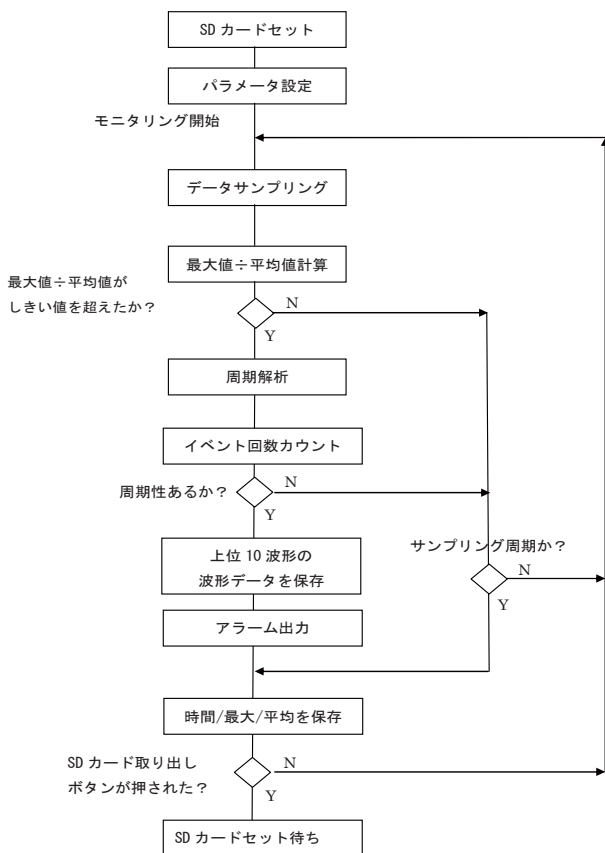 SD カードセット
パラメータ設定
モニタリング開始
データサンプリング
最大値÷平均値計算
最大値÷平均値が
しきい値を超えたか？
N
Y
周期解析
イベント回数カウント
周期性あるか？
N
Y
上位 10 波形の
波形データを保存
サンプリング周期か？
N
Y
アラーム出力
時間/最大/平均を保存
SD カード取り出し
ボタンが押された？
N
Y
SD カードセット待ち